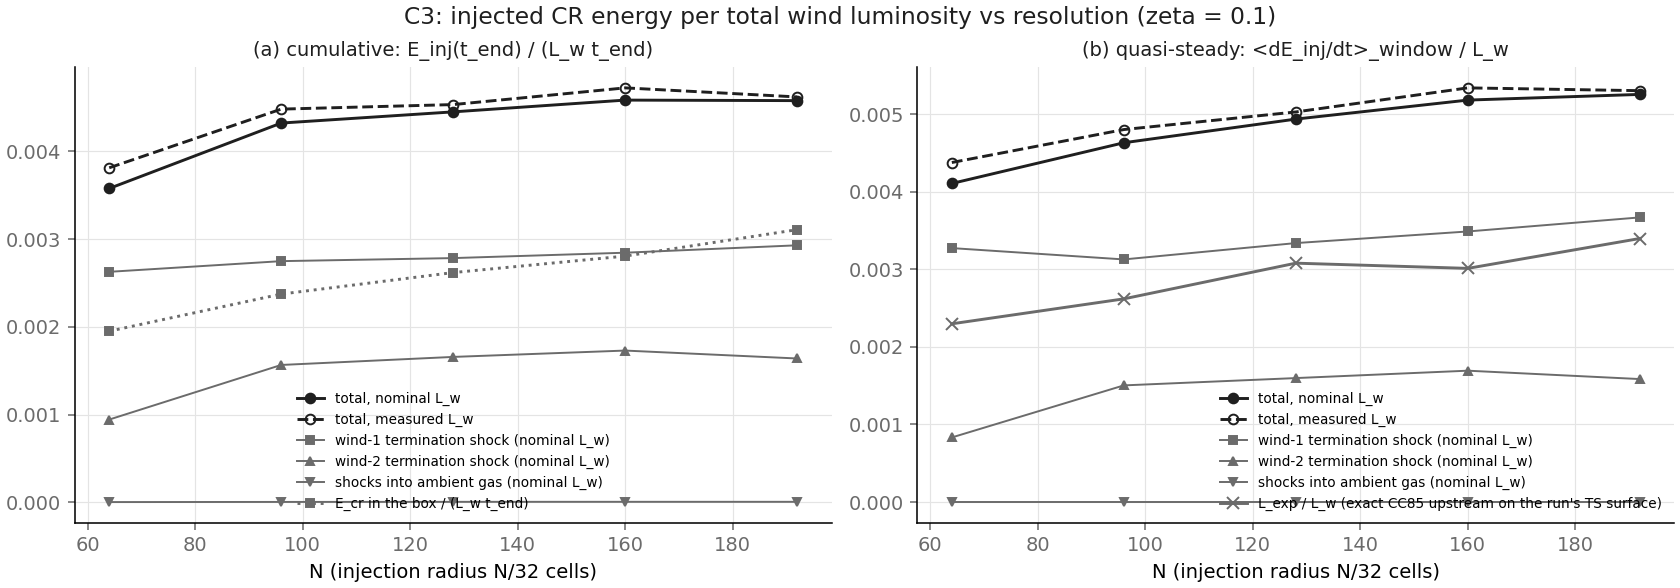 C3: injected CR energy per total wind luminosity vs resolution (zeta = 0.1)
(a) cumulative: E_inj(t_end) / (L_w t_end)
0.004
0.003
0.002
0.001
0.000
total, nominal L_w
total, measured L_w
wind-1 termination shock (nominal L_w)
wind-2 termination shock (nominal L_w)
shocks into ambient gas (nominal L_w)
E_cr in the box / (L_w t_end)
60 80 100 120 140 160 180
N (injection radius N/32 cells)
(b) quasi-steady: <dE_inj/dt>_window / L_w
0.005
0.004
0.003
0.002
0.001
0.000
total, nominal L_w
total, measured L_w
wind-1 termination shock (nominal L_w)
wind-2 termination shock (nominal L_w)
shocks into ambient gas (nominal L_w)
L_exp / L_w (exact CC85 upstream on the run's TS surface)
60 80 100 120 140 160 180
N (injection radius N/32 cells)